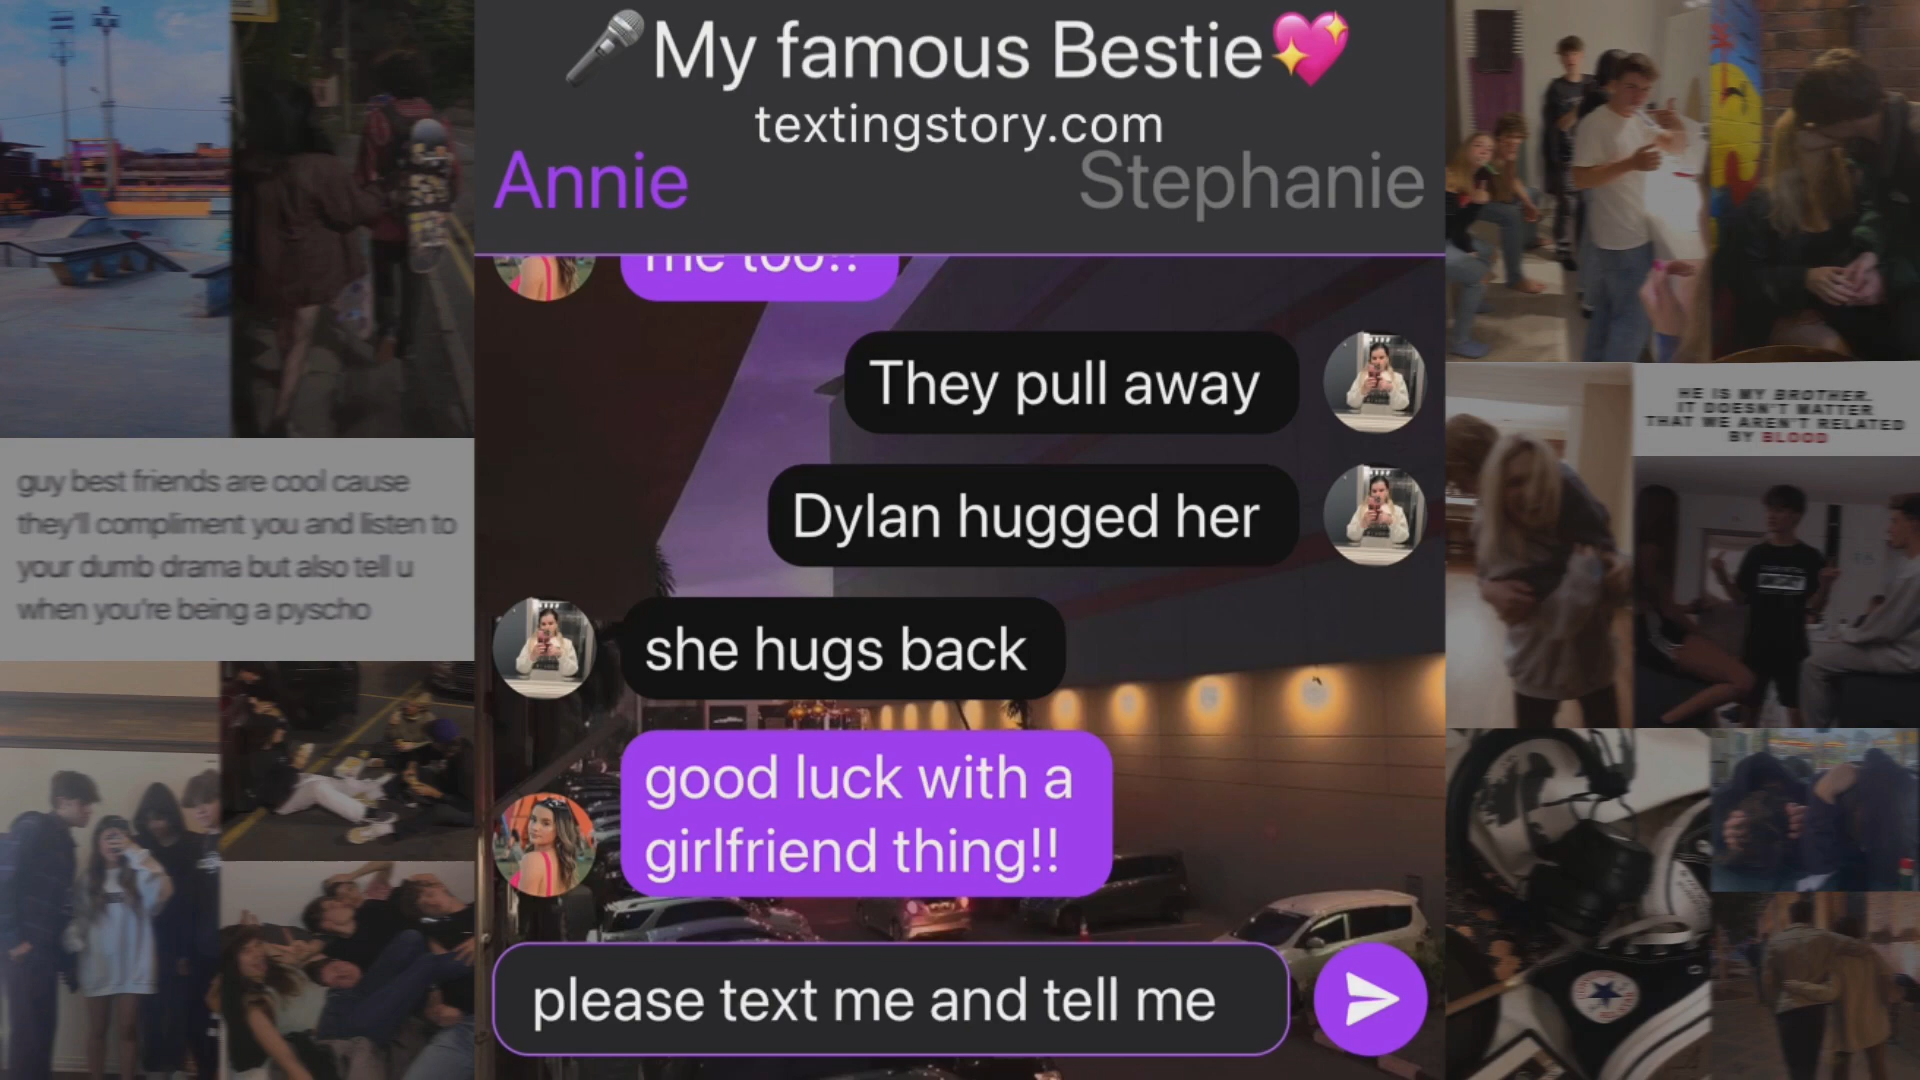 🎤My famous Bestie💖
textingstory.com
Annie
Stephanie
me too!!
They pull away
Dylan hugged her
she hugs back
good luck with a
girlfriend thing!!
please text me and tell me
guy best friends are cool cause
they'll compliment you and listen to
your dumb drama but also tell u
when you're being a pyscho
HE IS MY BROTHER.
IT DOESN'T MATTER
THAT WE AREN'T RELATED
BY BLOOD